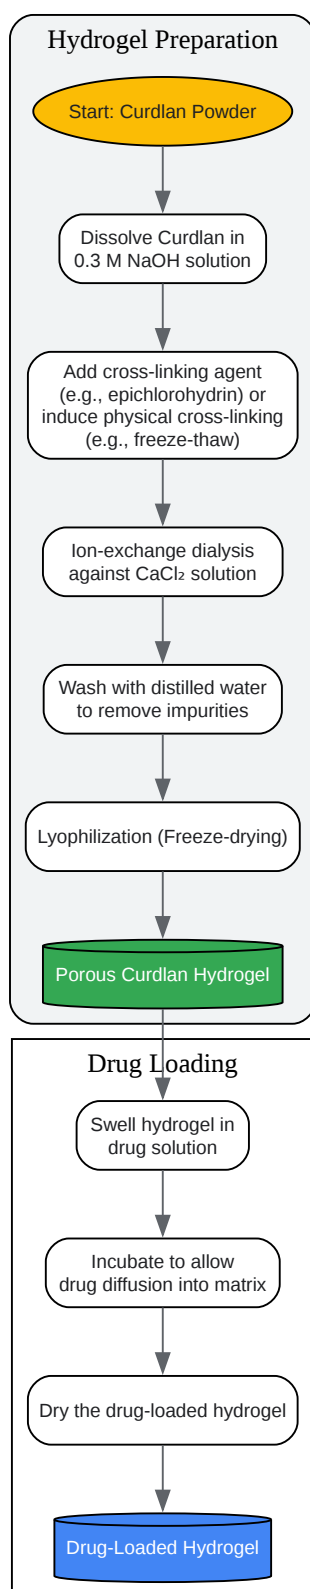 Hydrogel Preparation
Start: Curdlan Powder
Dissolve Curdlan in
0.3 M NaOH solution
Add cross-linking agent
(e.g., epichlorohydrin) or
induce physical cross-linking
(e.g., freeze-thaw)
Ion-exchange dialysis
against CaCl₂ solution
Wash with distilled water
to remove impurities
Lyophilization (Freeze-drying)
Porous Curdlan Hydrogel
Drug Loading
Swell hydrogel in
drug solution
Incubate to allow
drug diffusion into matrix
Dry the drug-loaded hydrogel
Drug-Loaded Hydrogel